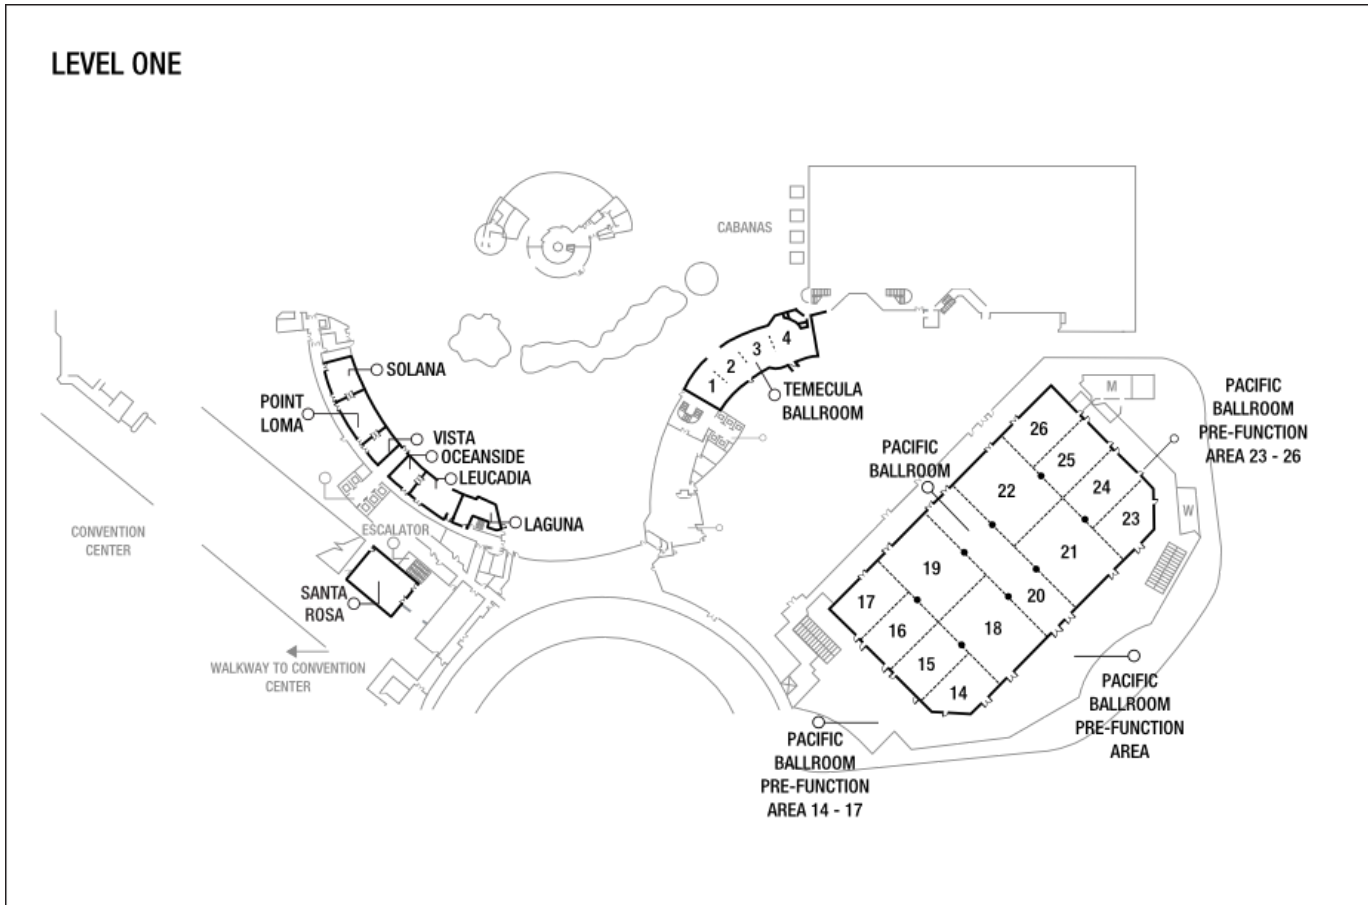 LEVEL ONE
CABANAS
SOLANA
POINT
LOMA
VISTA
OCEANSIDE
LEUCADIA
LAGUNA
ESCALATOR
CONVENTION
CENTER
SANTA
ROSA
WALKWAY TO CONVENTION
CENTER
1
2
3
4
TEMECULA
BALLROOM
M
PACIFIC
BALLROOM
PRE-FUNCTION
AREA 23 - 26
PACIFIC
BALLROOM
26
25
24
23
22
21
20
19
18
17
16
15
14
W
PACIFIC
BALLROOM
PRE-FUNCTION
AREA
PACIFIC
BALLROOM
PRE-FUNCTION
AREA 14 - 17